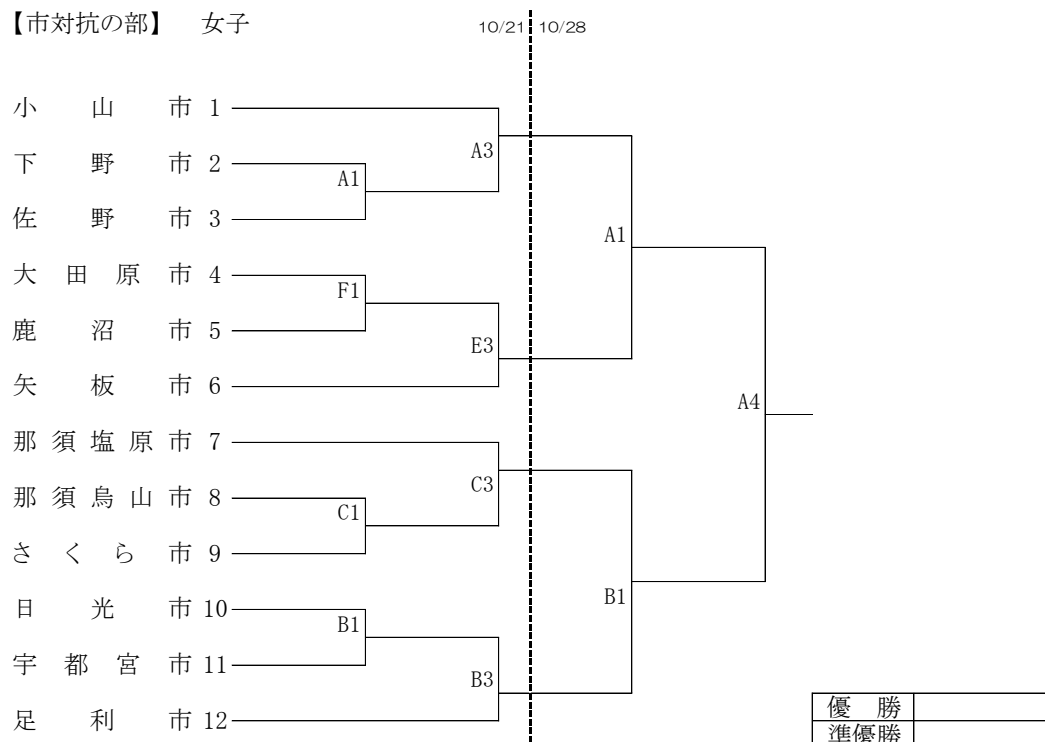 【市対抗の部】 女子 10/21 10/28
小山市 1
A3
下野市 2
A1
佐野市 3
A1
大田原市 4
F1
鹿沼市 5
E3
矢板市 6
A4
那須塩原市 7
C3
那須烏山市 8
C1
さくら市 9
B1
日光市 10
B1
宇都宮市 11
B3
足利市 12
優勝
準優勝